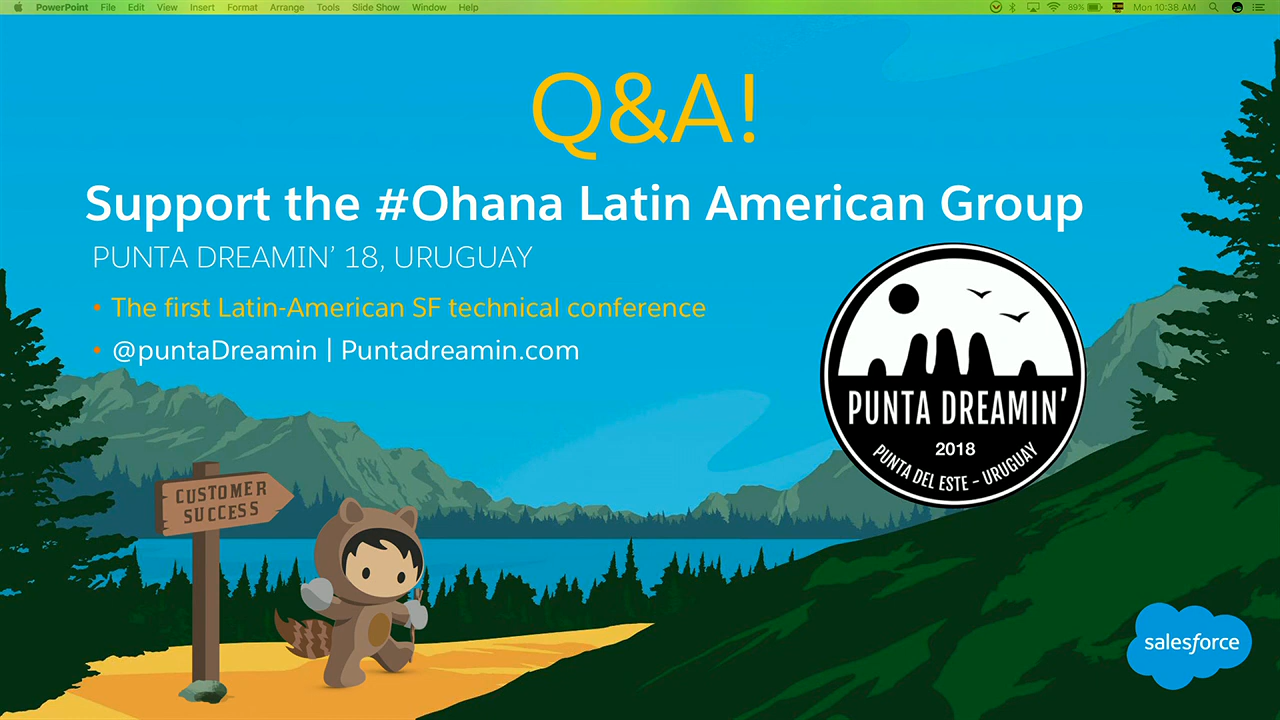 PowerPoint File Edit View Insert Format Arrange Tools Slide Show Window Help 89% Mon 10:38 AM
Q&A!
Support the #Ohana Latin American Group
PUNTA DREAMIN’ 18, URUGUAY
• The first Latin-American SF technical conference
• @puntaDreamin | Puntadreamin.com
PUNTA DREAMIN’
2018
PUNTA DEL ESTE – URUGUAY
CUSTOMER
SUCCESS
salesforce